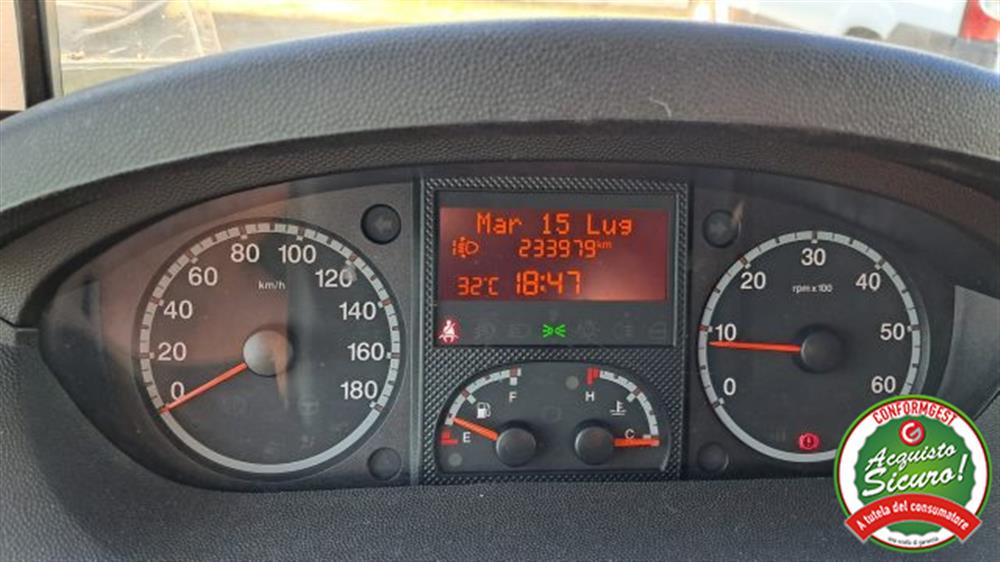 Mar 15 Lug
233979km
32°C 18:47
0 20 40 60 80 100 120 140 160 180
km/h
E F
H C
0 10 20 30 40 50 60
rpm x 100
CONFORMGEST
G
Acquisto
Sicuro!
A tutela del consumatore